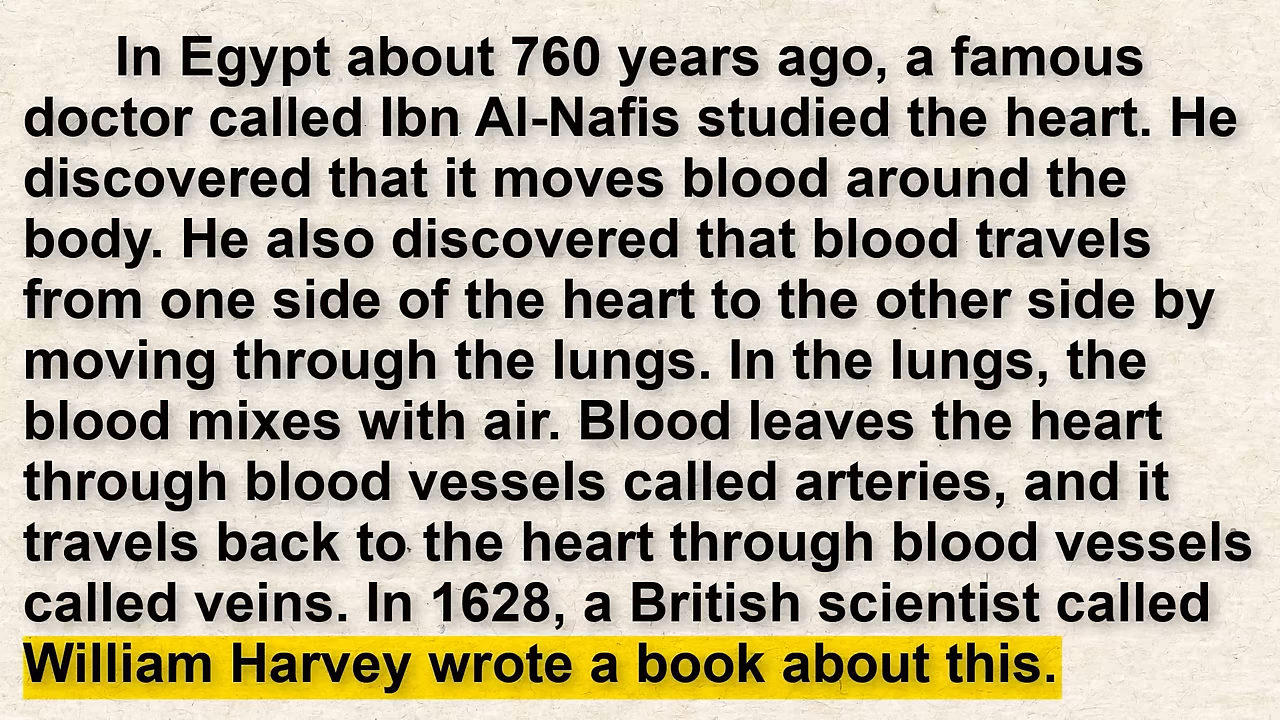 In Egypt about 760 years ago, a famous
doctor called Ibn Al-Nafis studied the heart. He
discovered that it moves blood around the
body. He also discovered that blood travels
from one side of the heart to the other side by
moving through the lungs. In the lungs, the
blood mixes with air. Blood leaves the heart
through blood vessels called arteries, and it
travels back to the heart through blood vessels
called veins. In 1628, a British scientist called
William Harvey wrote a book about this.